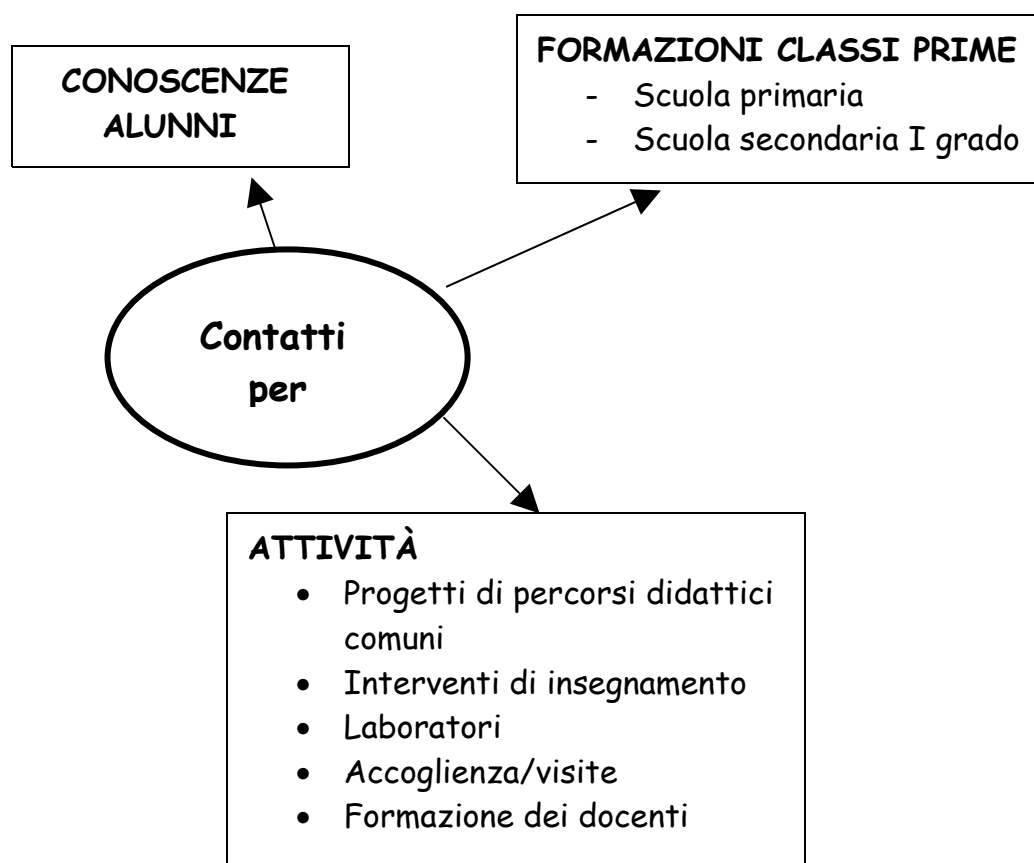 CONOSCENZE
ALUNNI
FORMAZIONI CLASSI PRIME
- Scuola primaria
- Scuola secondaria I grado
Contatti
per
ATTIVITÀ
• Progetti di percorsi didattici
comuni
• Interventi di insegnamento
• Laboratori
• Accoglienza/visite
• Formazione dei docenti